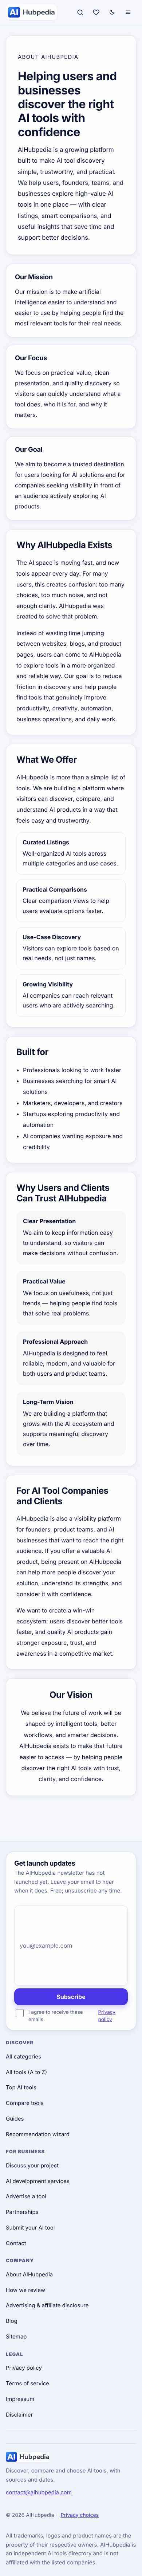 AI Hubpedia
ABOUT AIHUBPEDIA
Helping users and
businesses
discover the right
AI tools with
confidence
AIHubpedia is a growing platform
built to make AI tool discovery
simple, trustworthy, and practical.
We help users, founders, teams, and
businesses explore high-value AI
tools in one place — with clear
listings, smart comparisons, and
useful insights that save time and
support better decisions.
Our Mission
Our mission is to make artificial
intelligence easier to understand and
easier to use by helping people find the
most relevant tools for their real needs.
Our Focus
We focus on practical value, clean
presentation, and quality discovery so
visitors can quickly understand what a
tool does, who it is for, and why it
matters.
Our Goal
We aim to become a trusted destination
for users looking for AI solutions and for
companies seeking visibility in front of
an audience actively exploring AI
products.
Why AIHubpedia Exists
The AI space is moving fast, and new
tools appear every day. For many
users, this creates confusion: too many
choices, too much noise, and not
enough clarity. AIHubpedia was
created to solve that problem.
Instead of wasting time jumping
between websites, blogs, and product
pages, users can come to AIHubpedia
to explore tools in a more organized
and reliable way. Our goal is to reduce
friction in discovery and help people
find tools that genuinely improve
productivity, creativity, automation,
business operations, and daily work.
What We Offer
AIHubpedia is more than a simple list of
tools. We are building a platform where
visitors can discover, compare, and
understand AI products in a way that
feels easy and trustworthy.
Curated Listings
Well-organized AI tools across
multiple categories and use cases.
Practical Comparisons
Clear comparison views to help
users evaluate options faster.
Use-Case Discovery
Visitors can explore tools based on
real needs, not just names.
Growing Visibility
AI companies can reach relevant
users who are actively searching.
Built for
• Professionals looking to work faster
• Businesses searching for smart AI
solutions
• Marketers, developers, and creators
• Startups exploring productivity and
automation
• AI companies wanting exposure and
credibility
Why Users and Clients
Can Trust AIHubpedia
Clear Presentation
We aim to keep information easy
to understand, so visitors can
make decisions without confusion.
Practical Value
We focus on usefulness, not just
trends — helping people find tools
that solve real problems.
Professional Approach
AIHubpedia is designed to feel
reliable, modern, and valuable for
both users and product teams.
Long-Term Vision
We are building a platform that
grows with the AI ecosystem and
supports meaningful discovery
over time.
For AI Tool Companies
and Clients
AIHubpedia is also a visibility platform
for founders, product teams, and AI
businesses that want to reach the right
audience. If you offer a valuable AI
product, being present on AIHubpedia
can help more people discover your
solution, understand its strengths, and
consider it with confidence.
We want to create a win-win
ecosystem: users discover better tools
faster, and quality AI products gain
stronger exposure, trust, and
awareness in a competitive market.
Our Vision
We believe the future of work will be
shaped by intelligent tools, better
workflows, and smarter decisions.
AIHubpedia exists to make that future
easier to access — by helping people
discover the right AI tools with trust,
clarity, and confidence.
Get launch updates
The AIHubpedia newsletter has not
launched yet. Leave your email to hear
when it does. Free; unsubscribe any time.
you@example.com
Subscribe
I agree to receive these
emails.
Privacy
policy
DISCOVER
All categories
All tools (A to Z)
Top AI tools
Compare tools
Guides
Recommendation wizard
FOR BUSINESS
Discuss your project
AI development services
Advertise a tool
Partnerships
Submit your AI tool
Contact
COMPANY
About AIHubpedia
How we review
Advertising & affiliate disclosure
Blog
Sitemap
LEGAL
Privacy policy
Terms of service
Impressum
Disclaimer
AI Hubpedia
Discover, compare and choose AI tools, with
sources and dates.
contact@aihubpedia.com
© 2026 AIHubpedia · Privacy choices
All trademarks, logos and product names are the
property of their respective owners. AIHubpedia is
an independent AI tools directory and is not
affiliated with the listed companies.